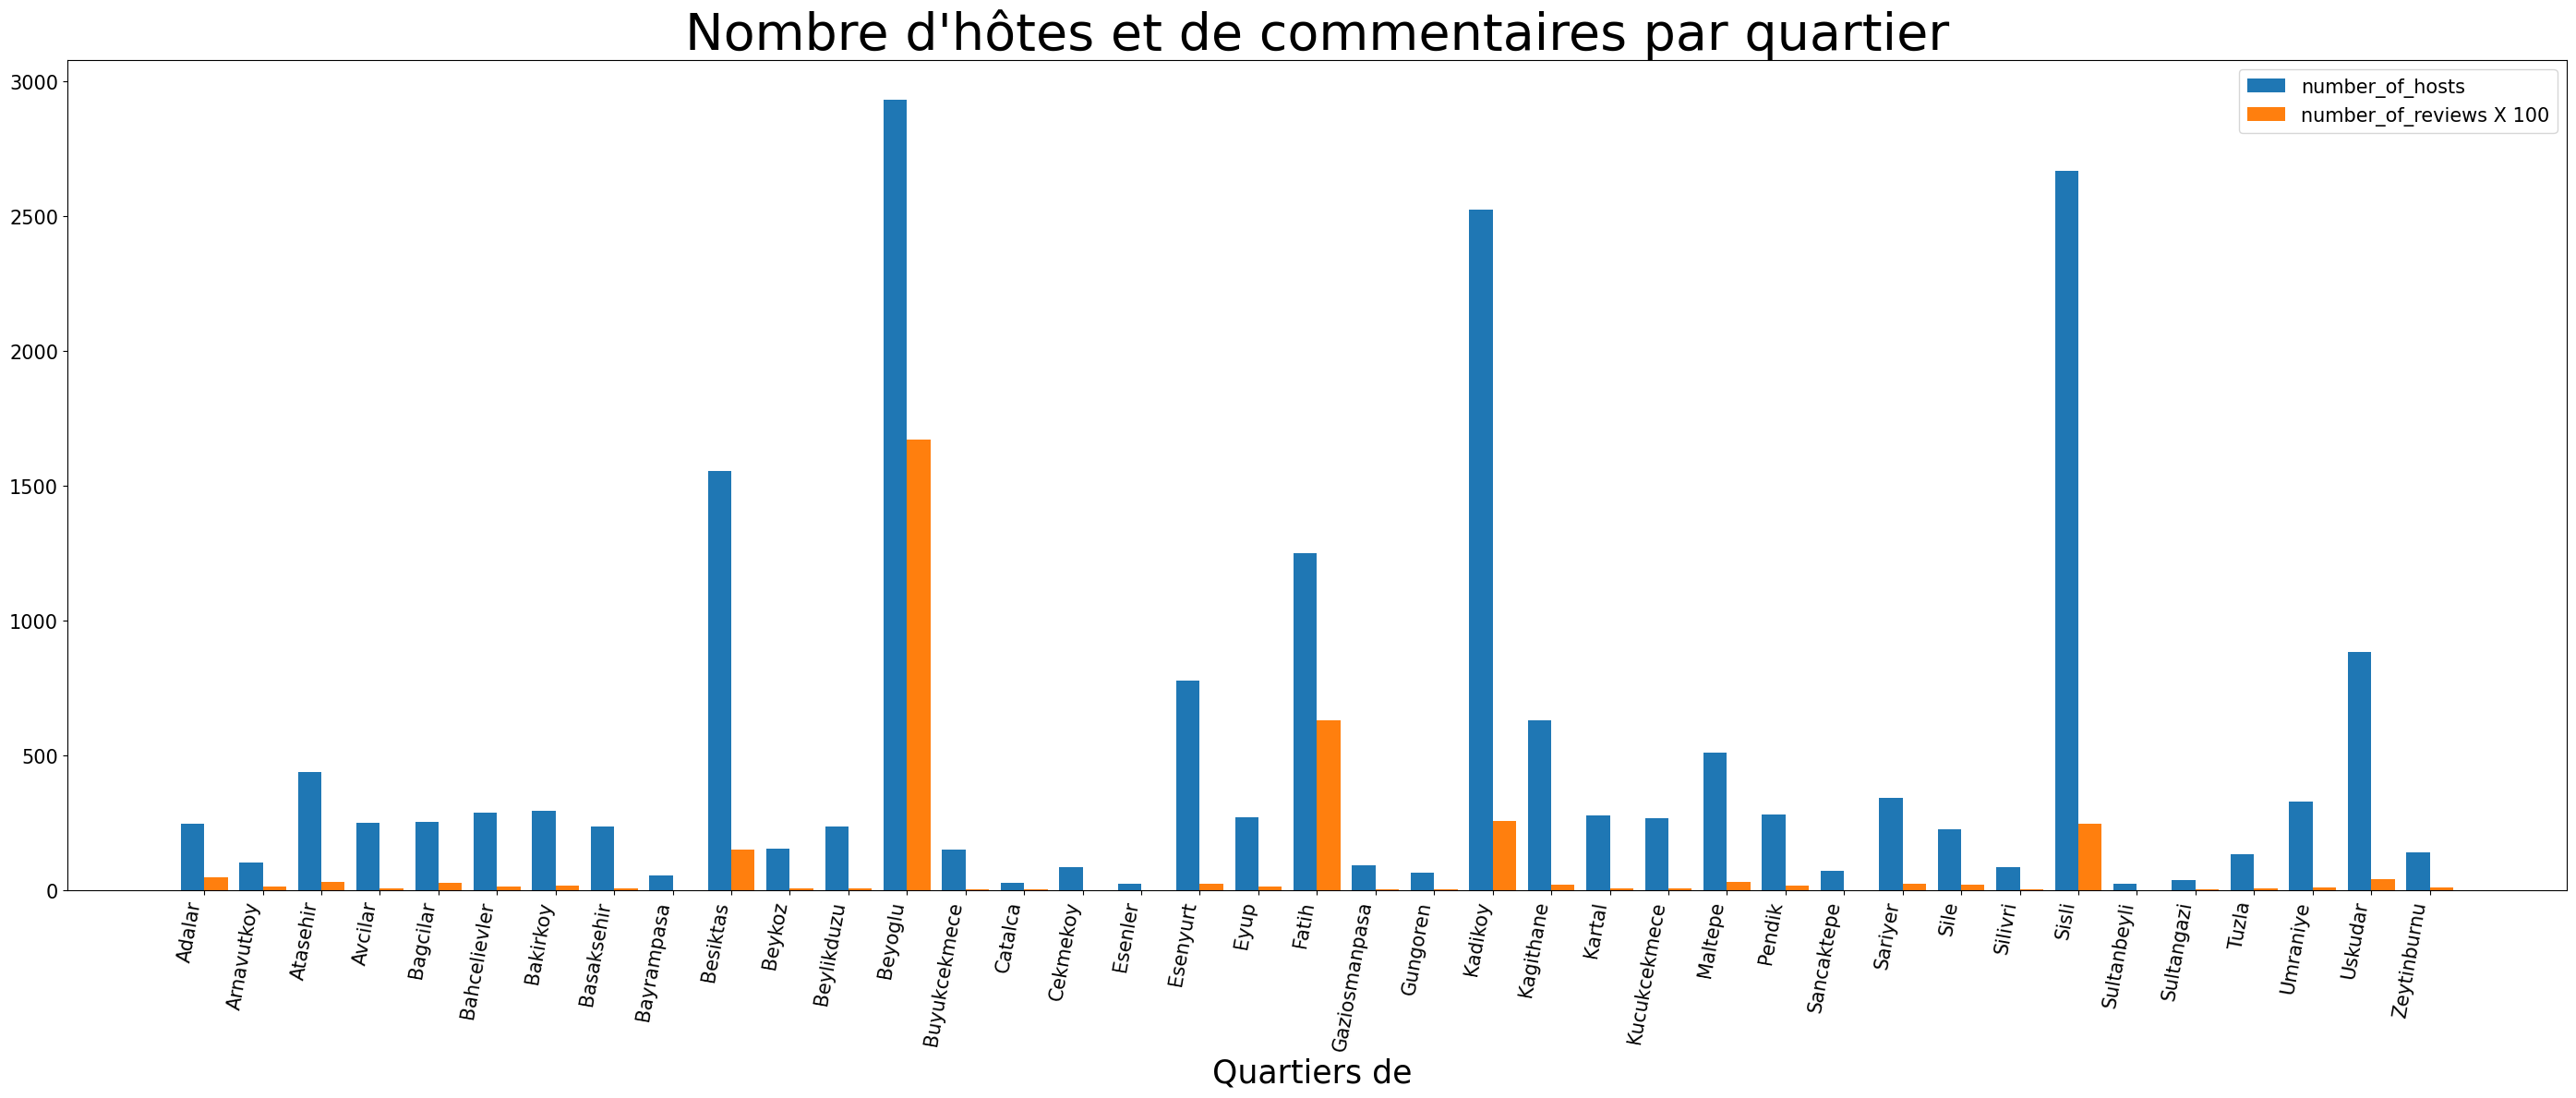 Nombre d'hôtes et de commentaires par quartier
3000
2500
2000
1500
1000
500
0
number_of_hosts
number_of_reviews X 100
Adalar
Arnavutkoy
Atasehir
Avcilar
Bagcilar
Bahcelievler
Bakirkoy
Basaksehir
Bayrampasa
Besiktas
Beykoz
Beylikduzu
Beyoglu
Buyukcekmece
Catalca
Cekmekoy
Esenler
Esenyurt
Eyup
Fatih
Gaziosmanpasa
Gungoren
Kadikoy
Kagithane
Kartal
Kucukcekmece
Maltepe
Pendik
Sancaktepe
Sariyer
Sile
Silivri
Sisli
Sultanbeyli
Sultangazi
Tuzla
Umraniye
Uskudar
Zeytinburnu
Quartiers de